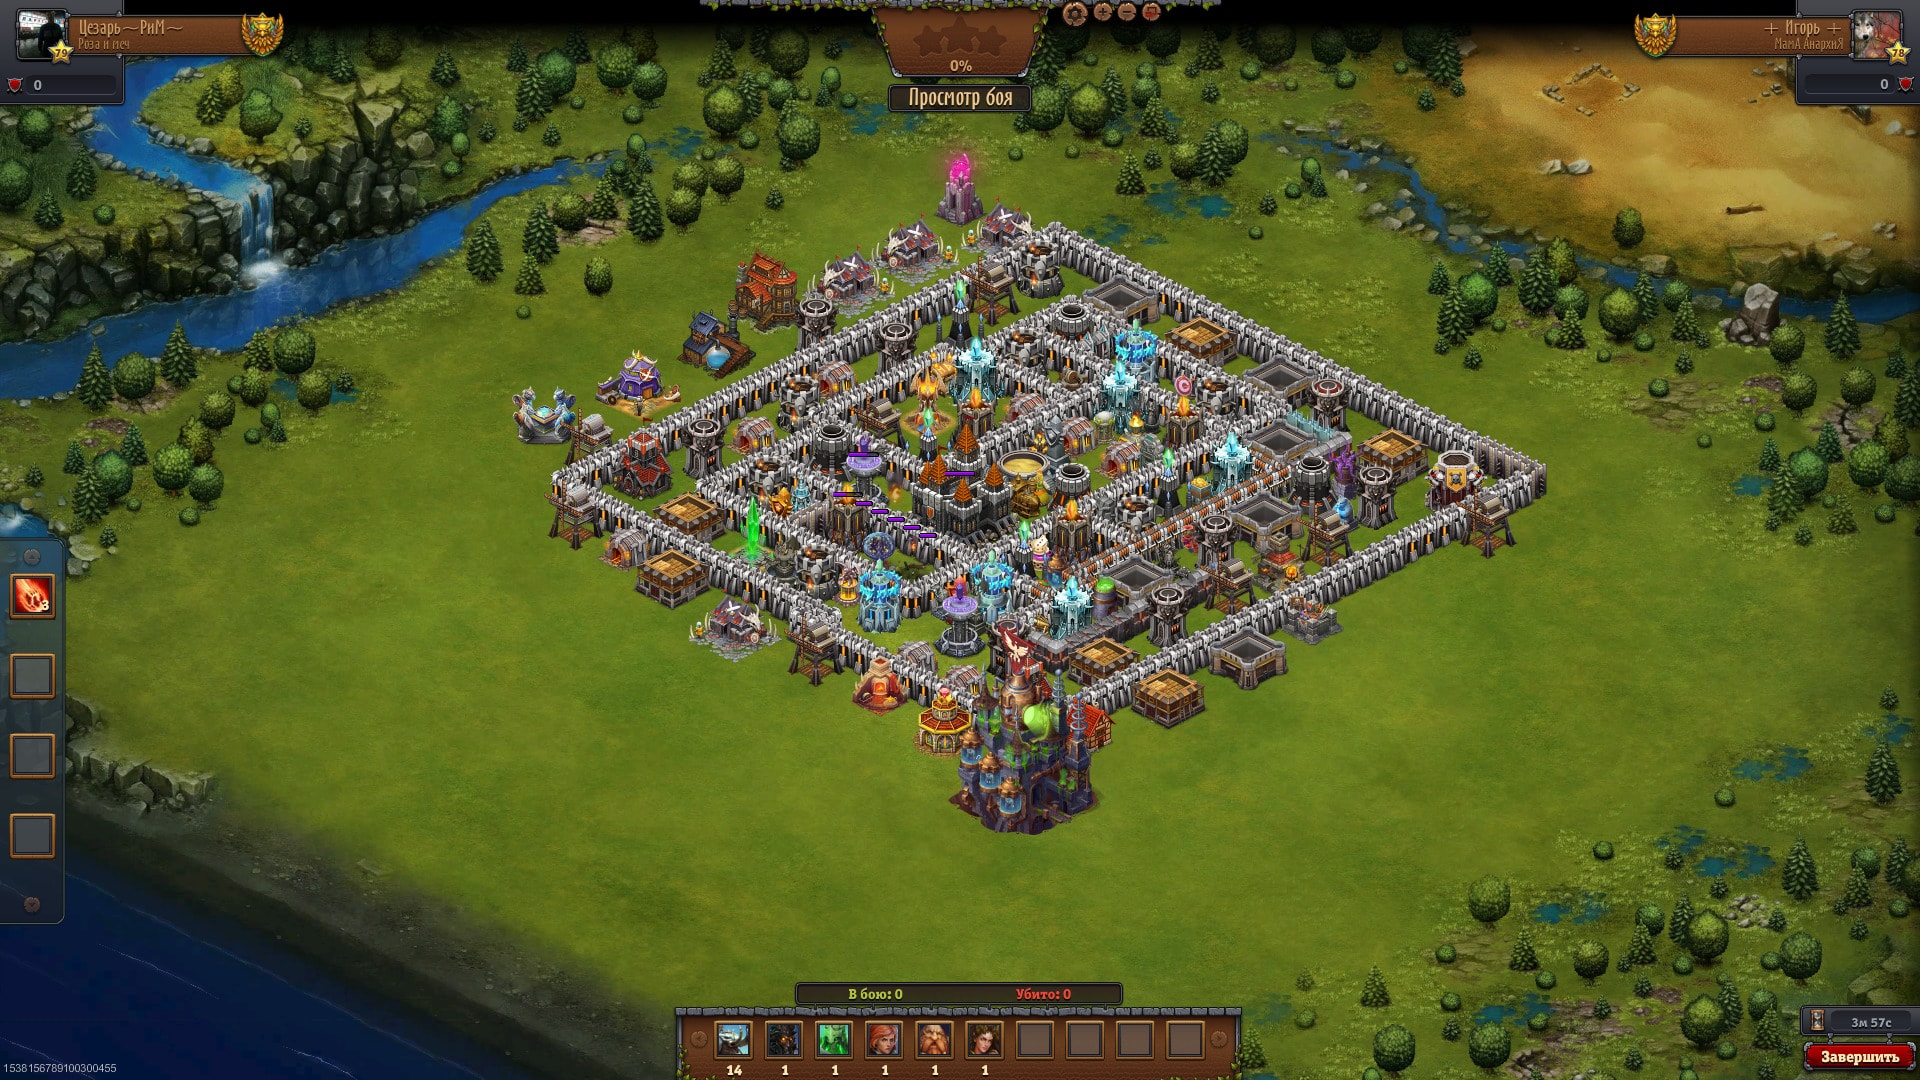 Цезарь~РиМ~
Роза и меч
79
0
0%
Просмотр боя
+ Игорь +
МамА АнархиЯ
78
0
3
В бою: 0
Убито: 0
14
1
1
1
1
1
3м 57с
Завершить
1538156789100300455